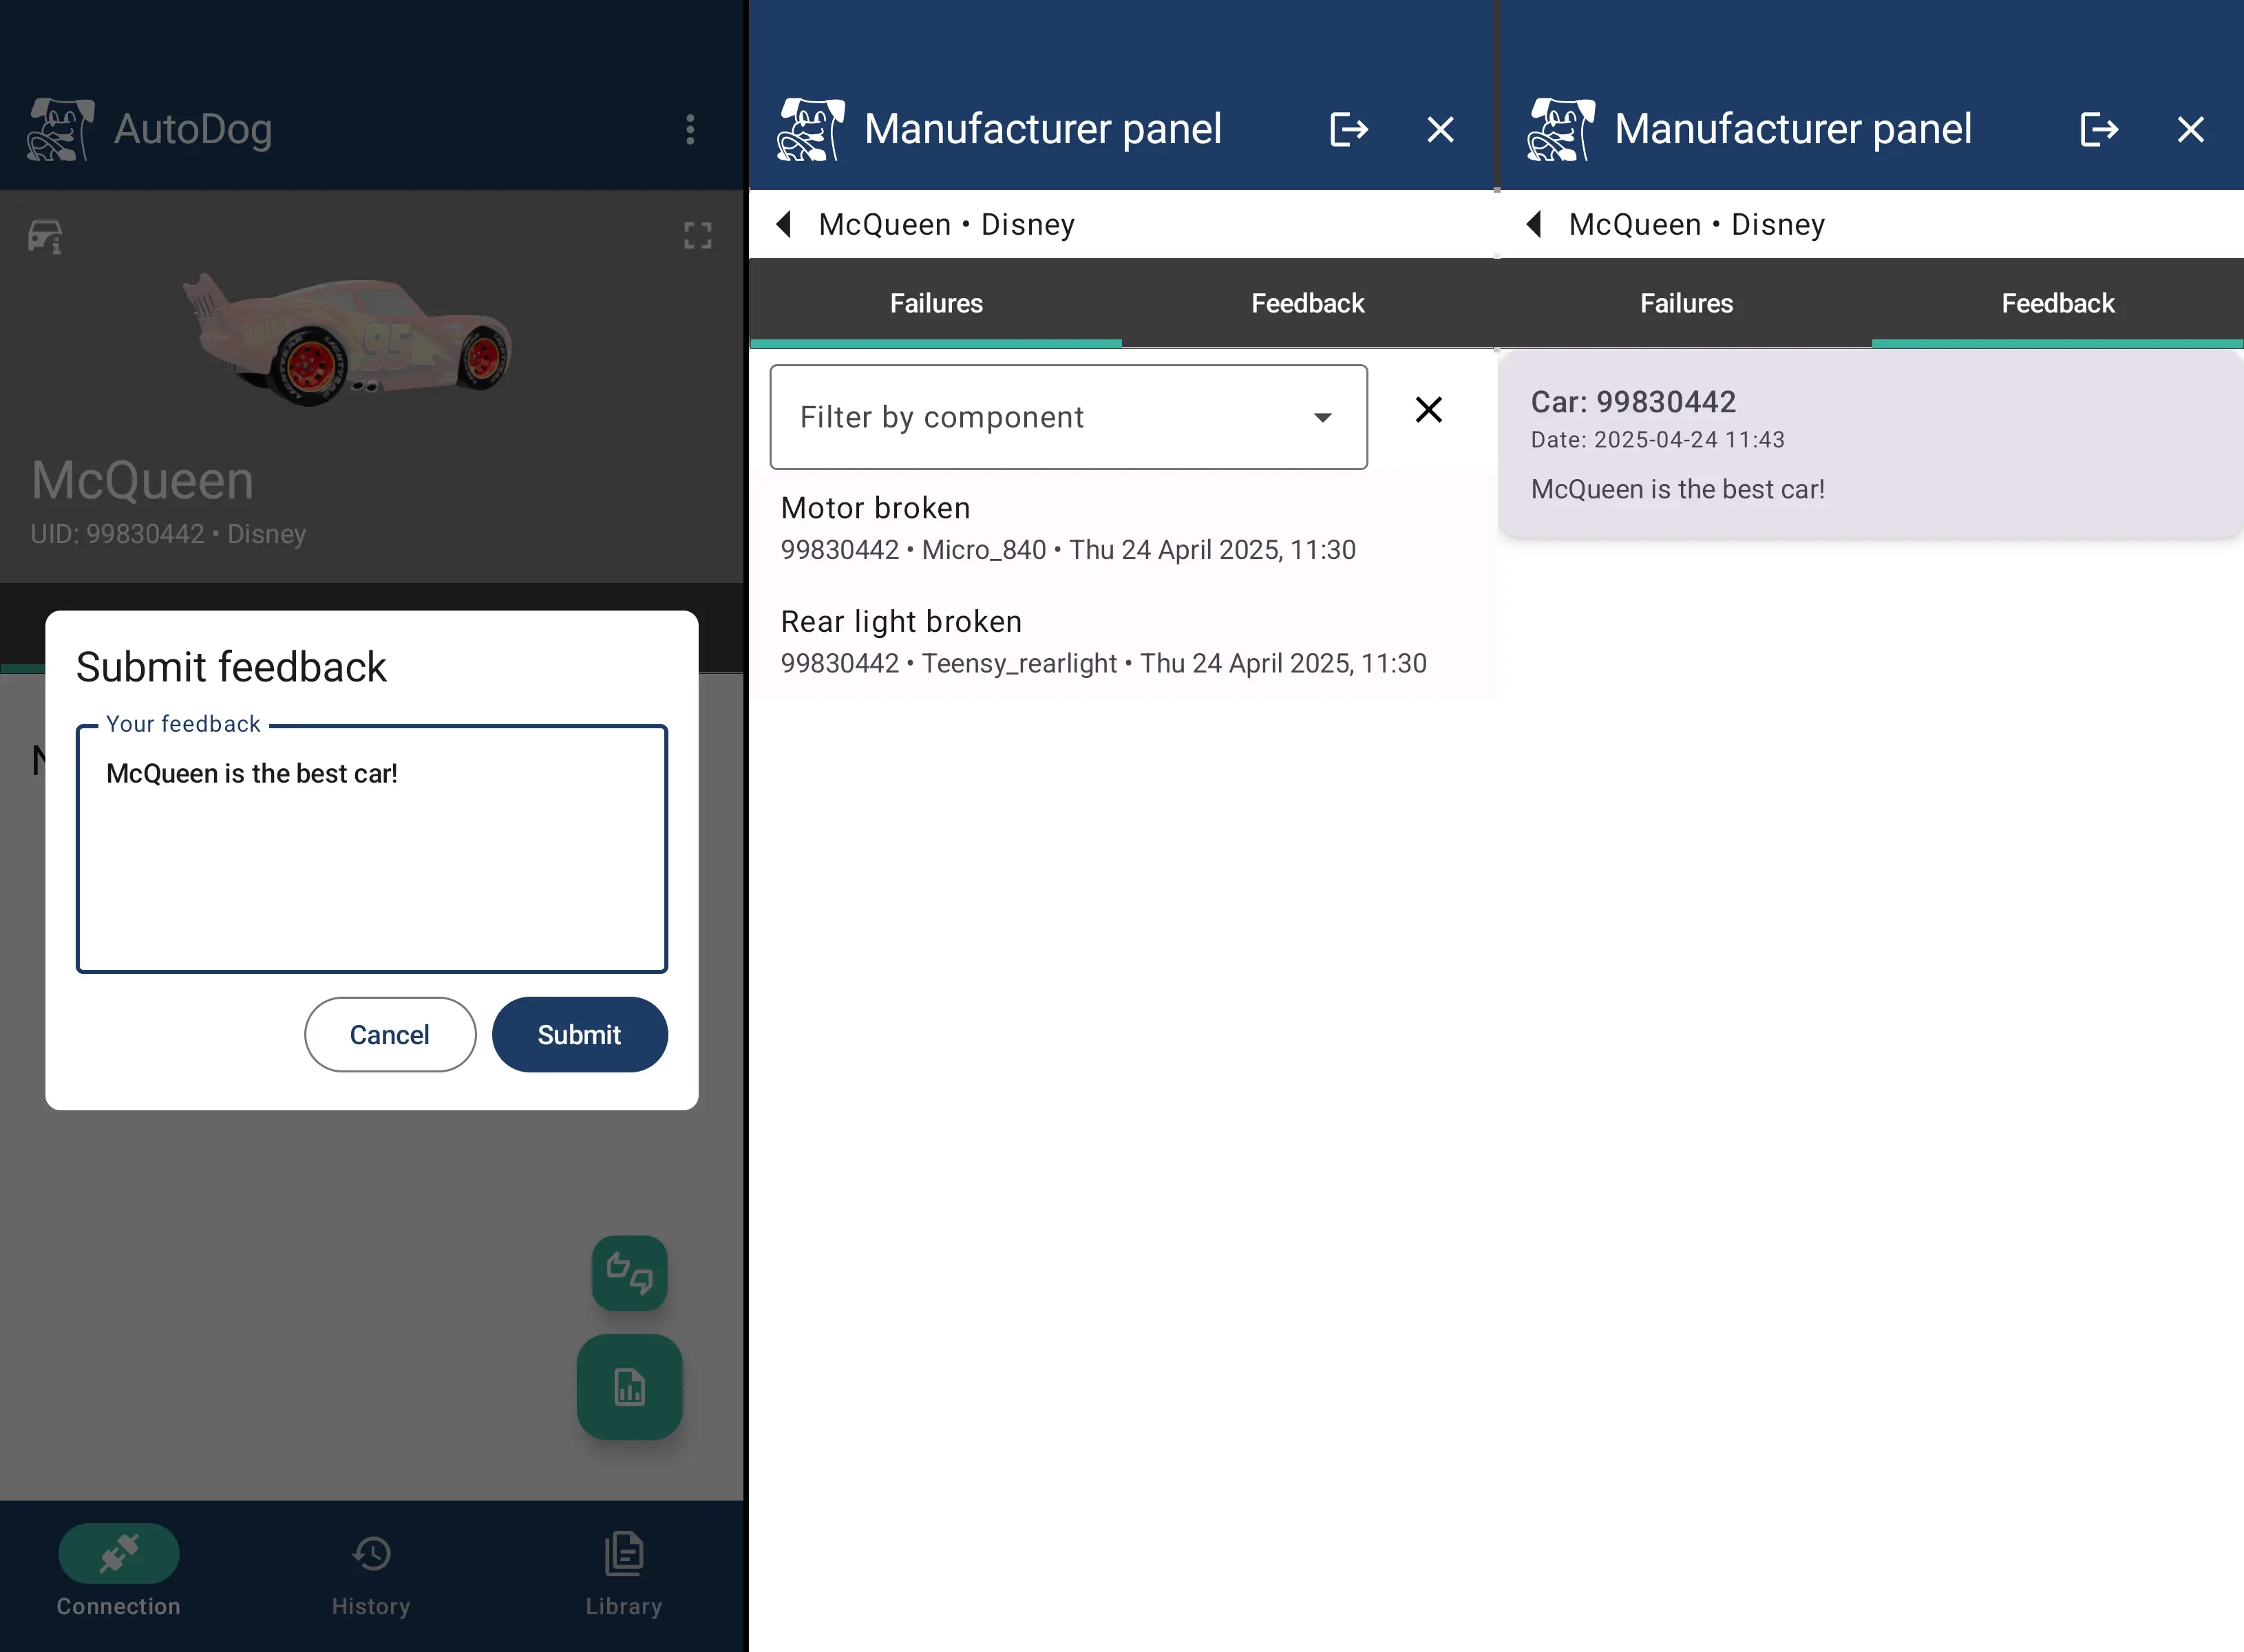 AutoDog
McQueen
UID: 99830442 • Disney
Submit feedback
Your feedback
McQueen is the best car!
Cancel
Submit
Connection
History
Library
Manufacturer panel
McQueen • Disney
Failures
Feedback
Filter by component
Motor broken
99830442 • Micro_840 • Thu 24 April 2025, 11:30
Rear light broken
99830442 • Teensy_rearlight • Thu 24 April 2025, 11:30
Manufacturer panel
McQueen • Disney
Failures
Feedback
Car: 99830442
Date: 2025-04-24 11:43
McQueen is the best car!